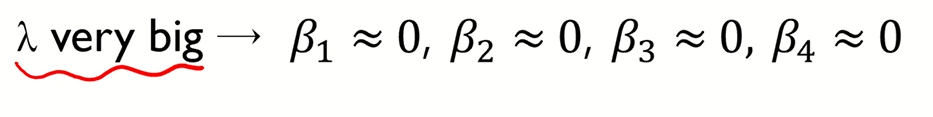 λ very big → β₁ ≈ 0, β₂ ≈ 0, β₃ ≈ 0, β₄ ≈ 0